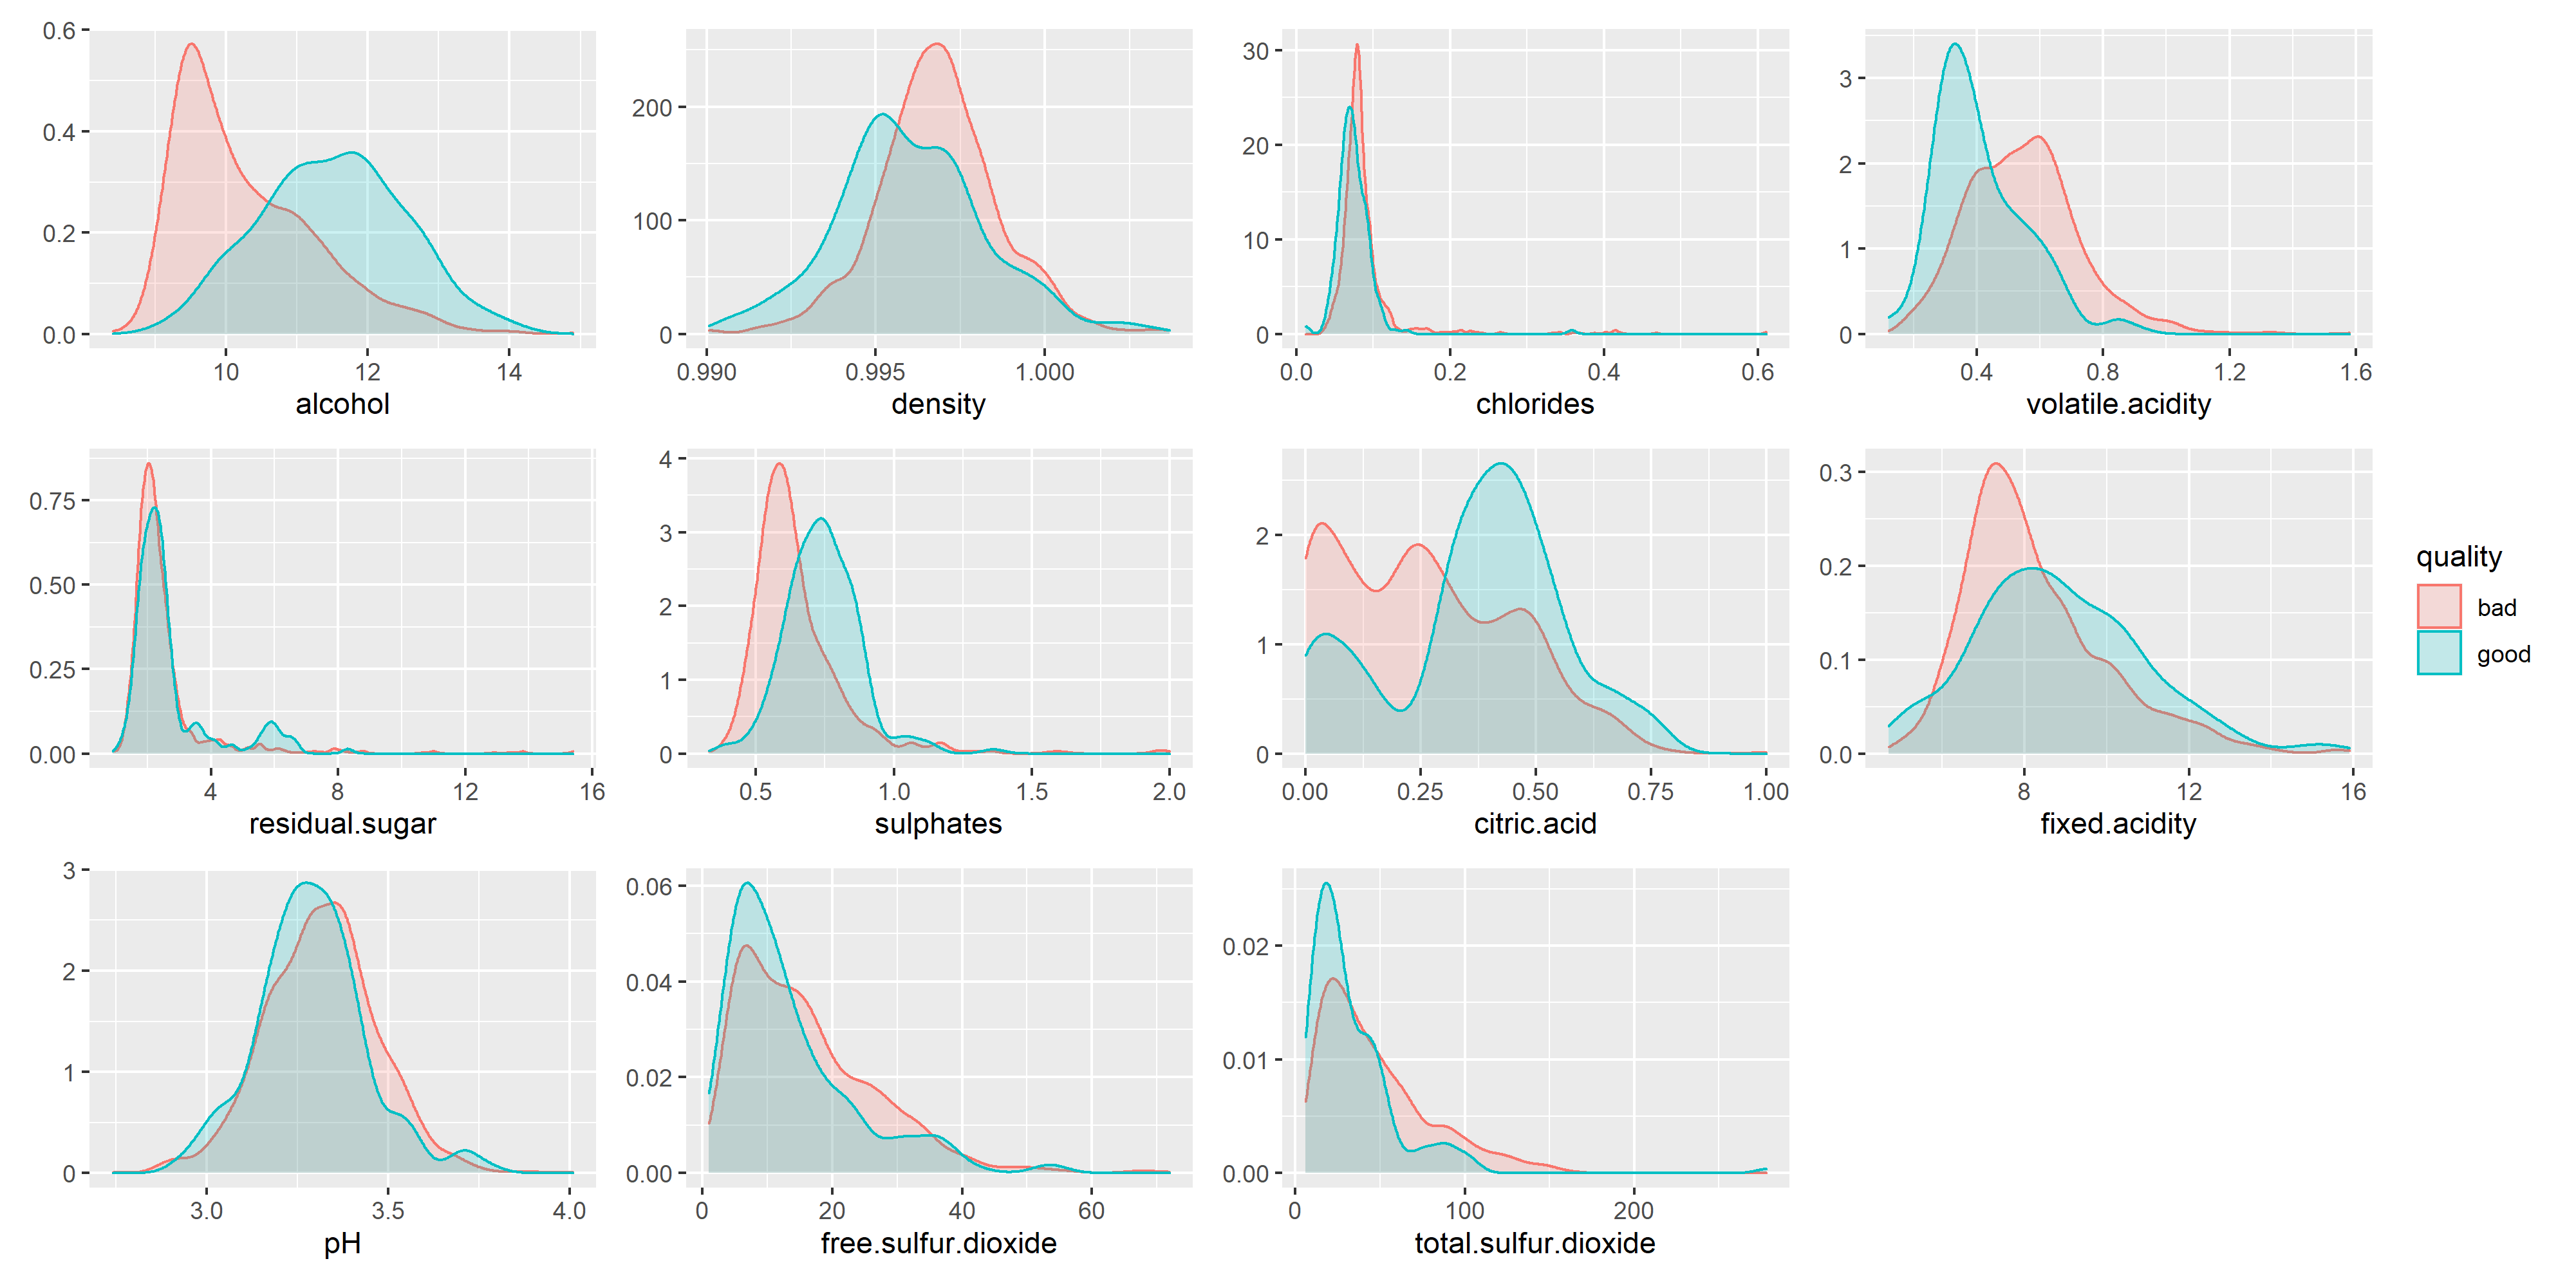 0.6
0.4
0.2
0.0
10 12 14
alcohol
200
100
0
0.990 0.995 1.000
density
30
20
10
0
0.0 0.2 0.4 0.6
chlorides
3
2
1
0
0.4 0.8 1.2 1.6
volatile.acidity
0.75
0.50
0.25
0.00
4 8 12 16
residual.sugar
4
3
2
1
0
0.5 1.0 1.5 2.0
sulphates
2
1
0
0.00 0.25 0.50 0.75 1.00
citric.acid
0.3
0.2
0.1
0.0
8 12 16
fixed.acidity
quality
bad
good
3
2
1
0
3.0 3.5 4.0
pH
0.06
0.04
0.02
0.00
0 20 40 60
free.sulfur.dioxide
0.02
0.01
0.00
0 100 200
total.sulfur.dioxide